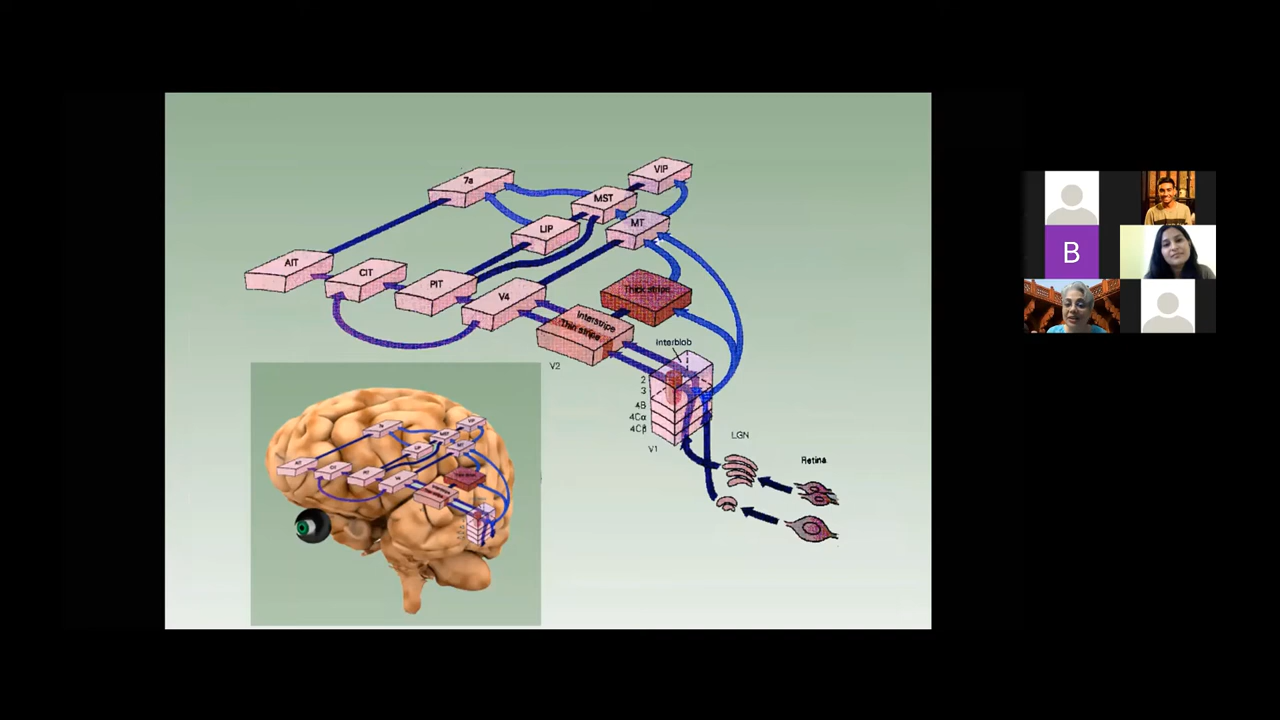 VIP
7a
MST
MT
LIP
AIT
CIT
PIT
V4
Thick stripe
Interstripe
Thin stripe
V2
Interblob
2
3
4B
4Cα
4Cβ
V1
LGN
Retina
B